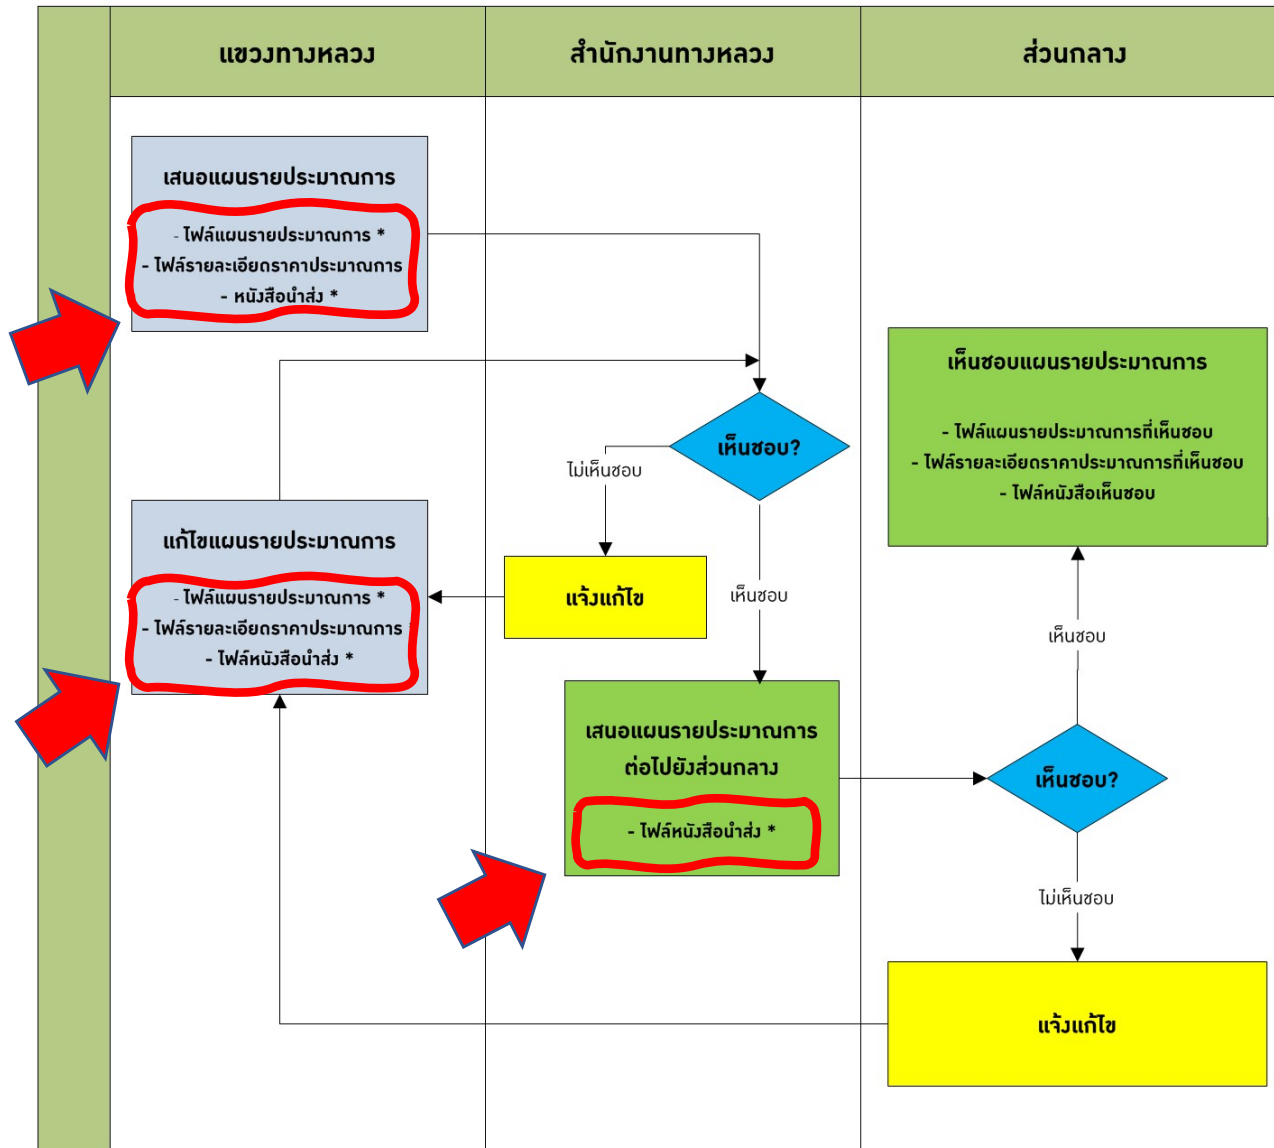 แขวงทางหลวง
สำนักงานทางหลวง
ส่วนกลาง
เสนอแผนรายประมาณการ
- ไฟล์แผนรายประมาณการ *
- ไฟล์รายละเอียดราคาประมาณการ
- หนังสือนำส่ง *
เห็นชอบ?
ไม่เห็นชอบ
เห็นชอบ
แจ้งแก้ไข
แก้ไขแผนรายประมาณการ
- ไฟล์แผนรายประมาณการ *
- ไฟล์รายละเอียดราคาประมาณการ
- ไฟล์หนังสือนำส่ง *
เสนอแผนรายประมาณการ
ต่อไปยังส่วนกลาง
- ไฟล์หนังสือนำส่ง *
เห็นชอบแผนรายประมาณการ
- ไฟล์แผนรายประมาณการที่เห็นชอบ
- ไฟล์รายละเอียดราคาประมาณการที่เห็นชอบ
- ไฟล์หนังสือเห็นชอบ
เห็นชอบ
เห็นชอบ?
ไม่เห็นชอบ
แจ้งแก้ไข